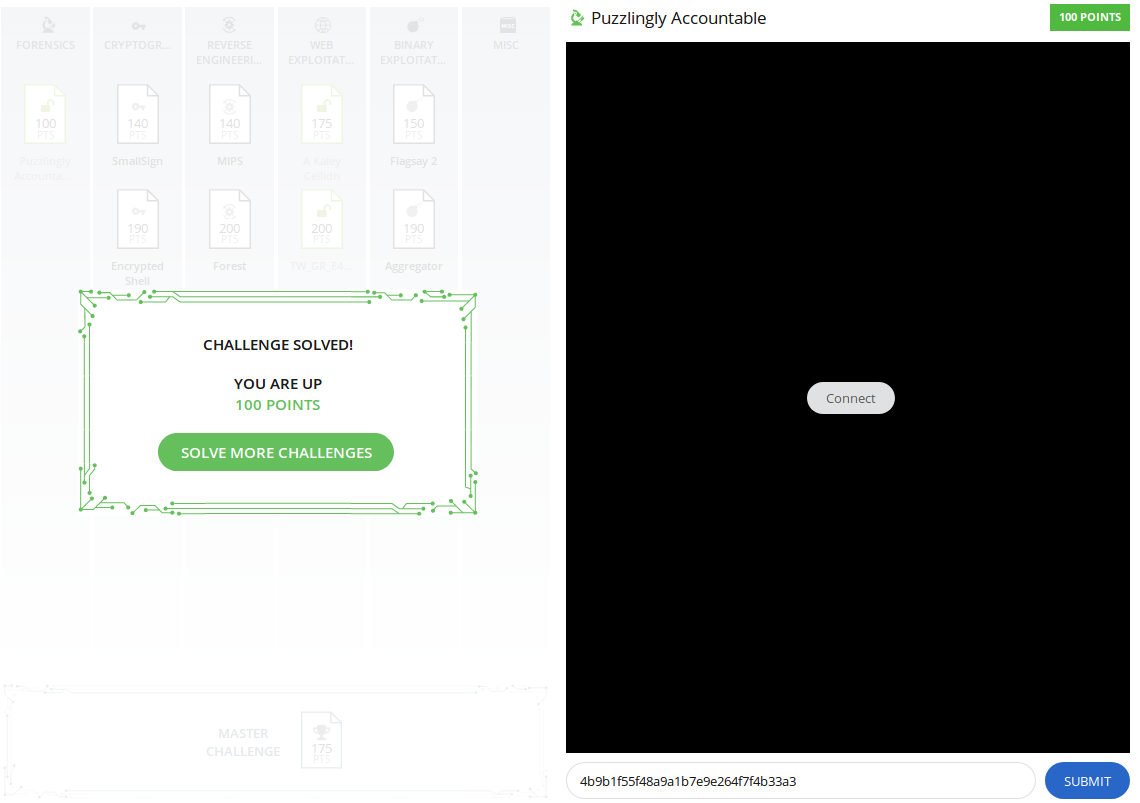 FORENSICS
CRYPTOGR...
REVERSE
ENGINEERI...
WEB
EXPLOITAT...
BINARY
EXPLOITAT...
MISC
MISC
100
PTS
Puzzlingly
Accounta...
140
PTS
SmallSign
140
PTS
MIPS
175
PTS
A Kaley
Ceilidh
150
PTS
Flagsay 2
190
PTS
Encrypted
Shell
200
PTS
Forest
200
PTS
TW_GR_E4...
190
PTS
Aggregator
CHALLENGE SOLVED!
YOU ARE UP
100 POINTS
SOLVE MORE CHALLENGES
MASTER
CHALLENGE
175
PTS
Puzzlingly Accountable
100 POINTS
Connect
4b9b1f55f48a9a1b7e9e264f7f4b33a3
SUBMIT